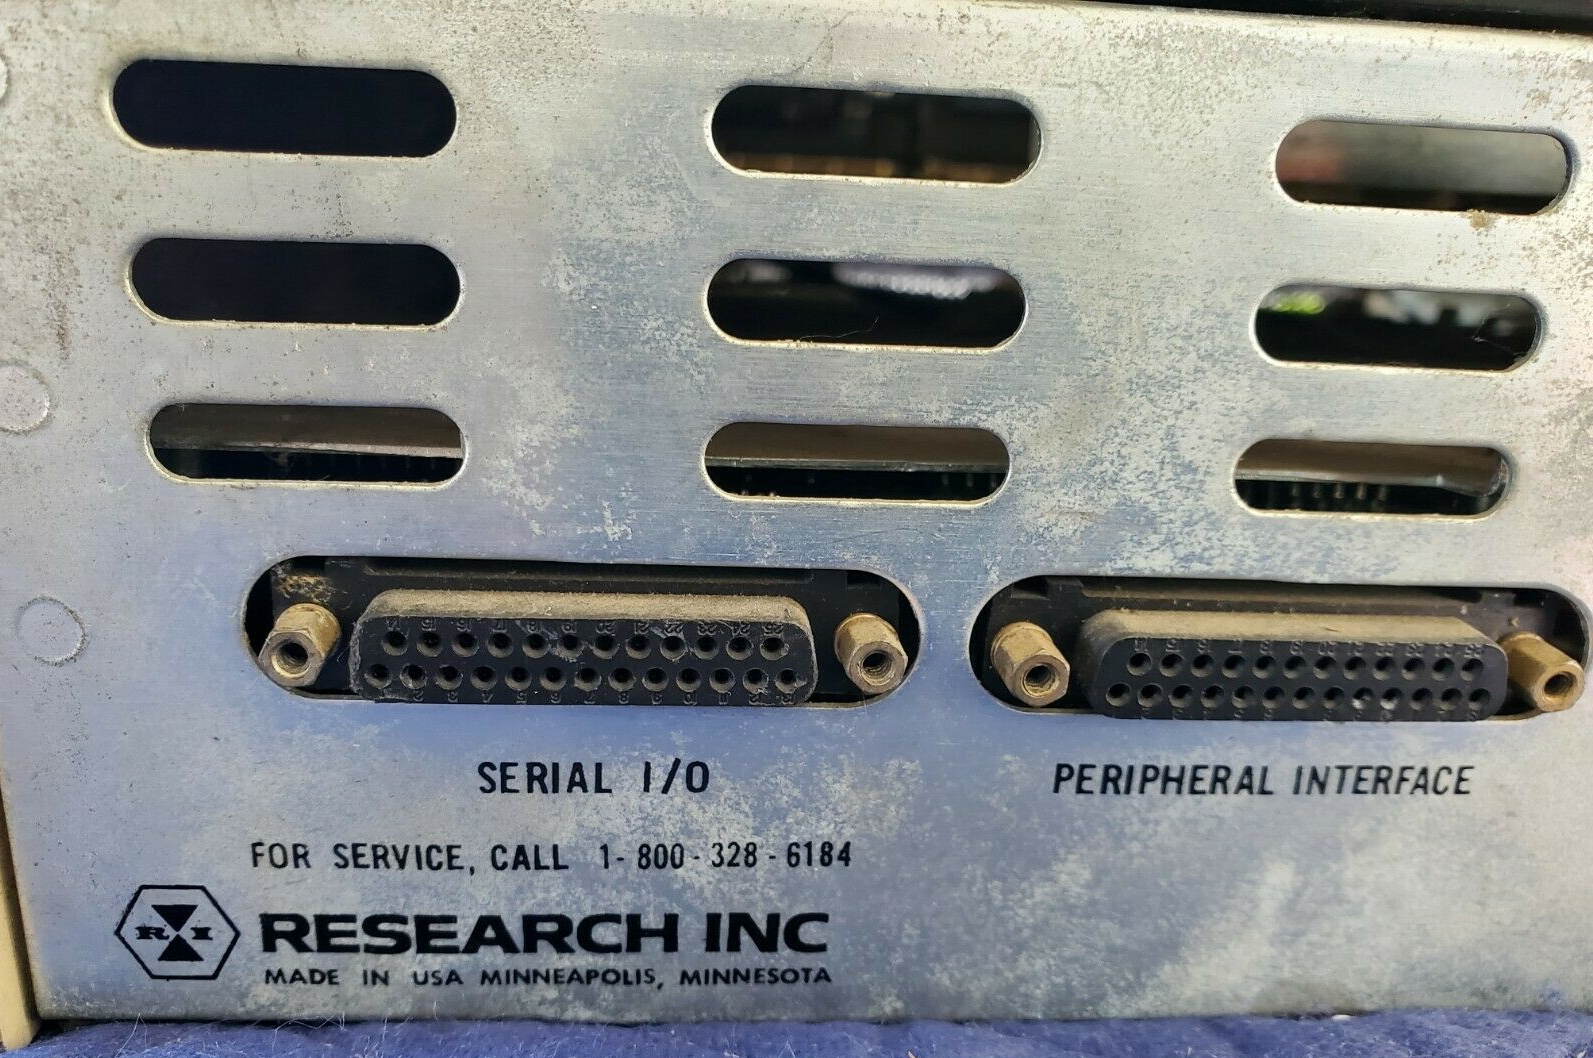 SERIAL I/O
PERIPHERAL INTERFACE
FOR SERVICE, CALL 1-800-328-6184
R I
RESEARCH INC
MADE IN USA MINNEAPOLIS, MINNESOTA